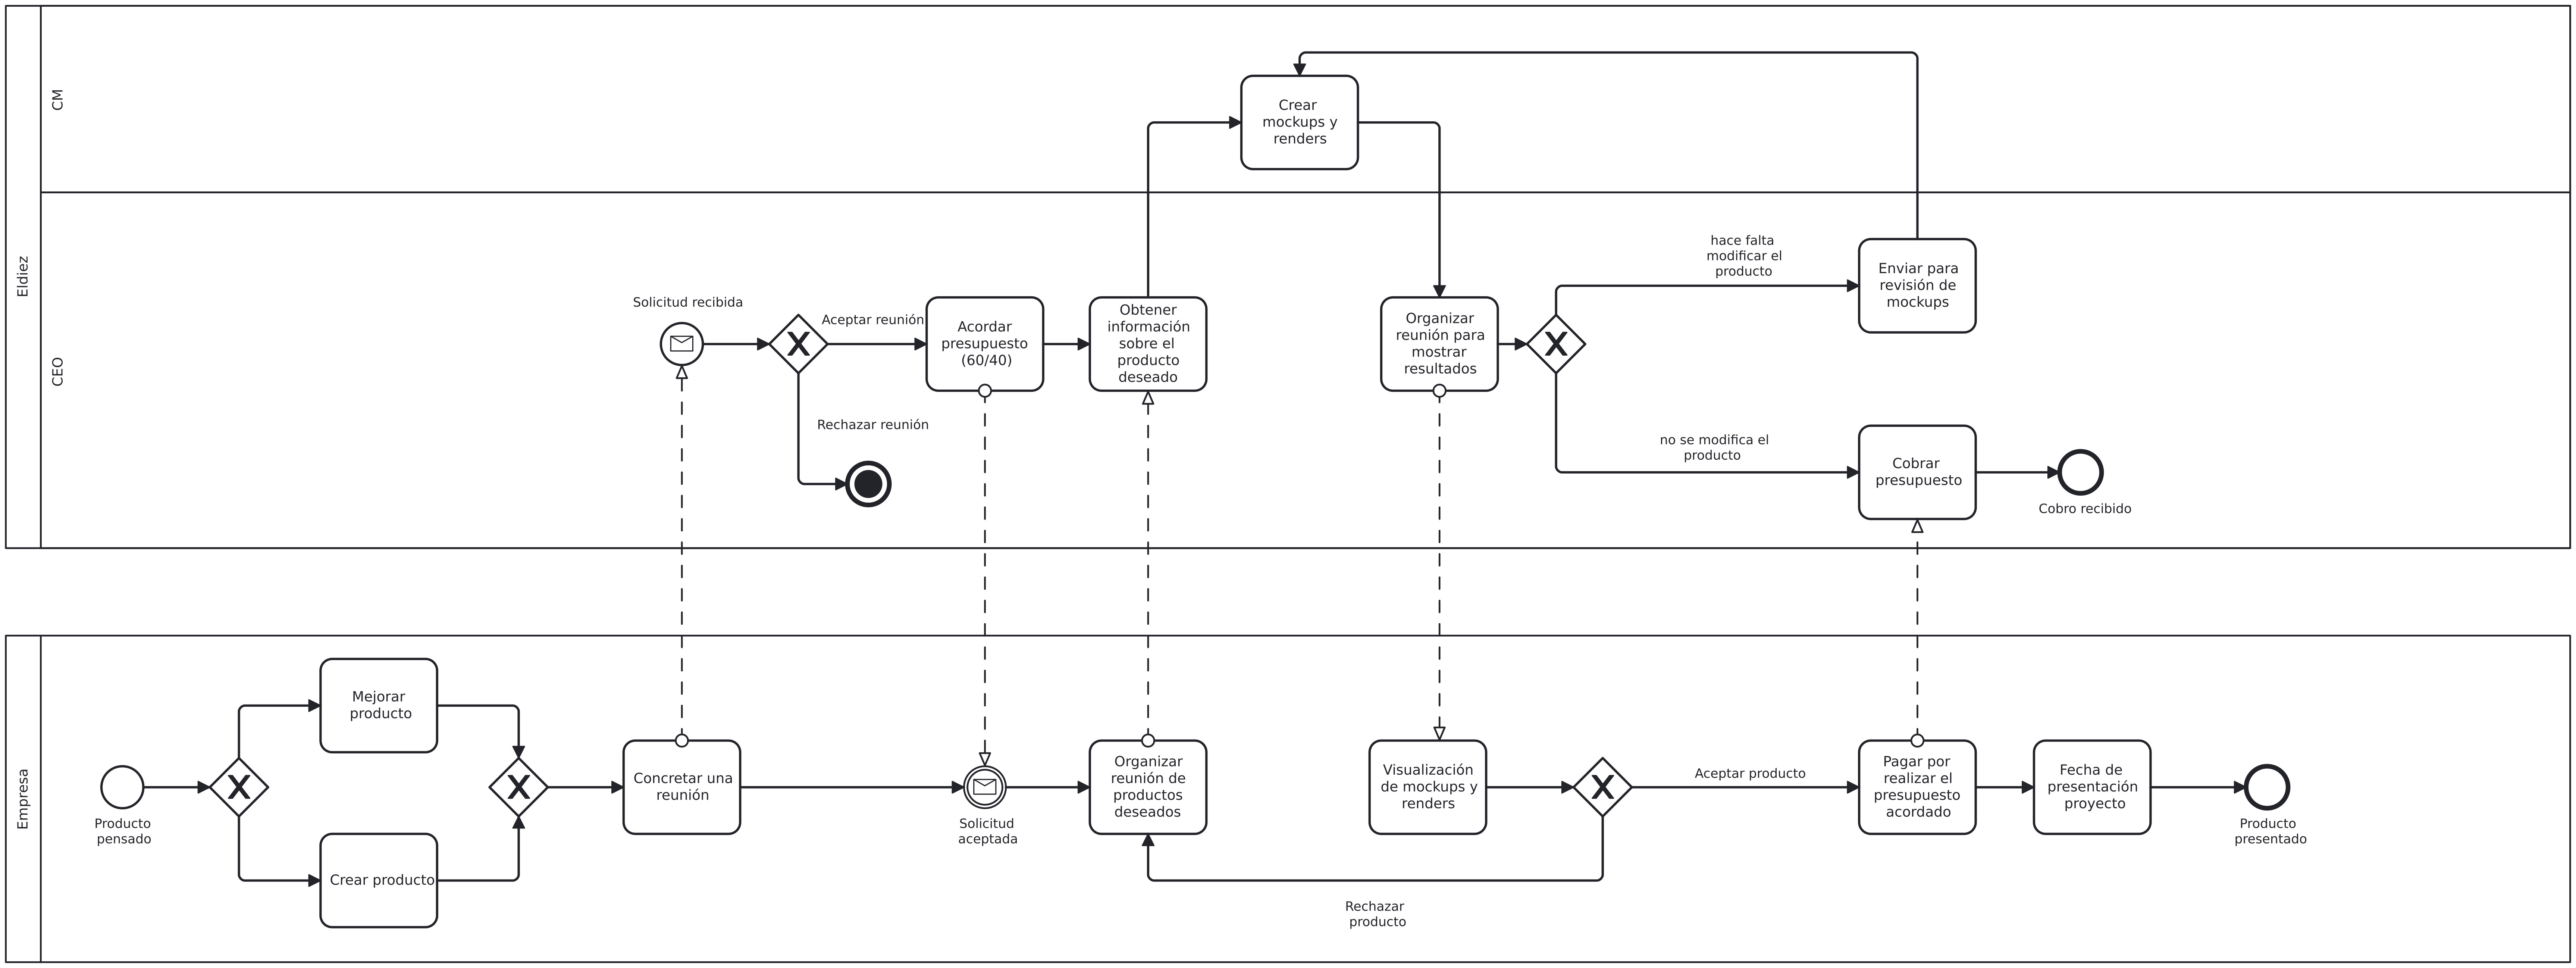 Eldiez
CM
Crear
mockups y
renders
CEO
Solicitud recibida
Aceptar reunión
Rechazar reunión
Acordar
presupuesto
(60/40)
Obtener
información
sobre el
producto
deseado
Organizar
reunión para
mostrar
resultados
hace falta
modificar el
producto
Enviar para
revisión de
mockups
no se modifica el
producto
Cobrar
presupuesto
Cobro recibido
Empresa
Producto
pensado
Mejorar
producto
Crear producto
Concretar una
reunión
Solicitud
aceptada
Organizar
reunión de
productos
deseados
Visualización
de mockups y
renders
Aceptar producto
Rechazar
producto
Pagar por
realizar el
presupuesto
acordado
Fecha de
presentación
proyecto
Producto
presentado